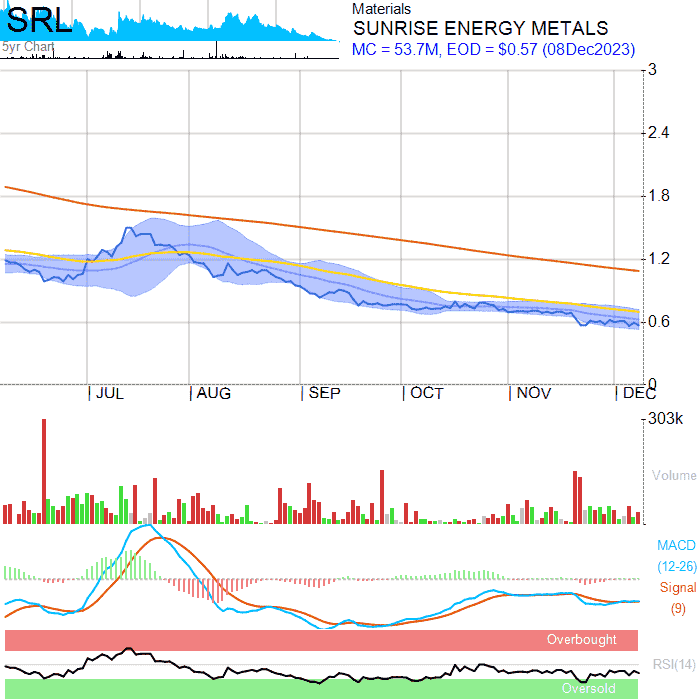 SRL
5yr Chart
Materials
SUNRISE ENERGY METALS
MC = 53.7M, EOD = $0.57 (08Dec2023)
3
2.4
1.8
1.2
0.6
0
JUL AUG SEP OCT NOV DEC
303k
Volume
MACD
(12-26)
Signal
(9)
Overbought
RSI(14)
Oversold